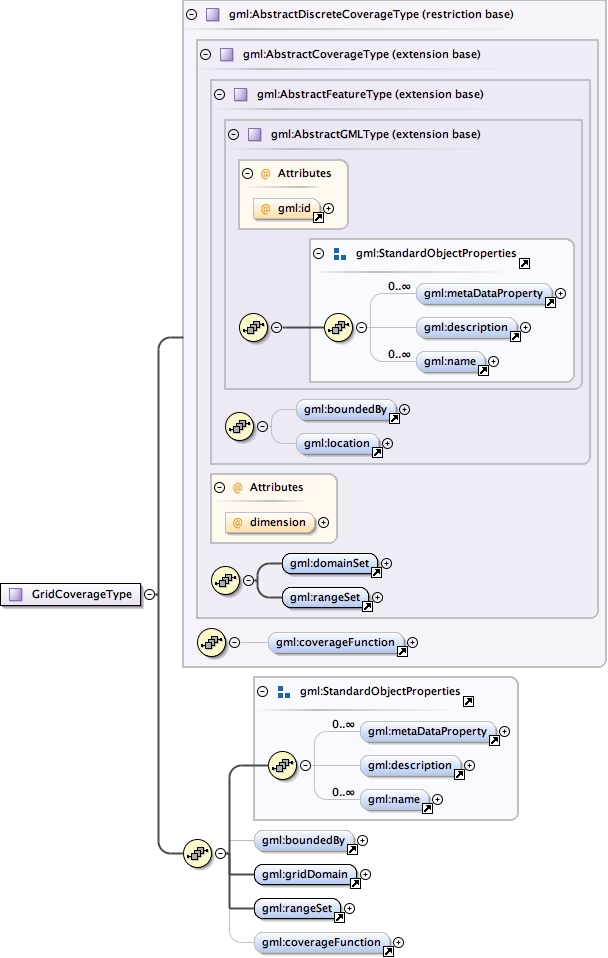 gml:AbstractDiscreteCoverageType (restriction base)
gml:AbstractCoverageType (extension base)
gml:AbstractFeatureType (extension base)
gml:AbstractGMLType (extension base)
@ Attributes
@ gml:id
gml:StandardObjectProperties
0..∞
gml:metaDataProperty
gml:description
0..∞
gml:name
gml:boundedBy
gml:location
@ Attributes
@ dimension
gml:domainSet
gml:rangeSet
GridCoverageType
gml:coverageFunction
gml:StandardObjectProperties
0..∞
gml:metaDataProperty
gml:description
0..∞
gml:name
gml:boundedBy
gml:gridDomain
gml:rangeSet
gml:coverageFunction